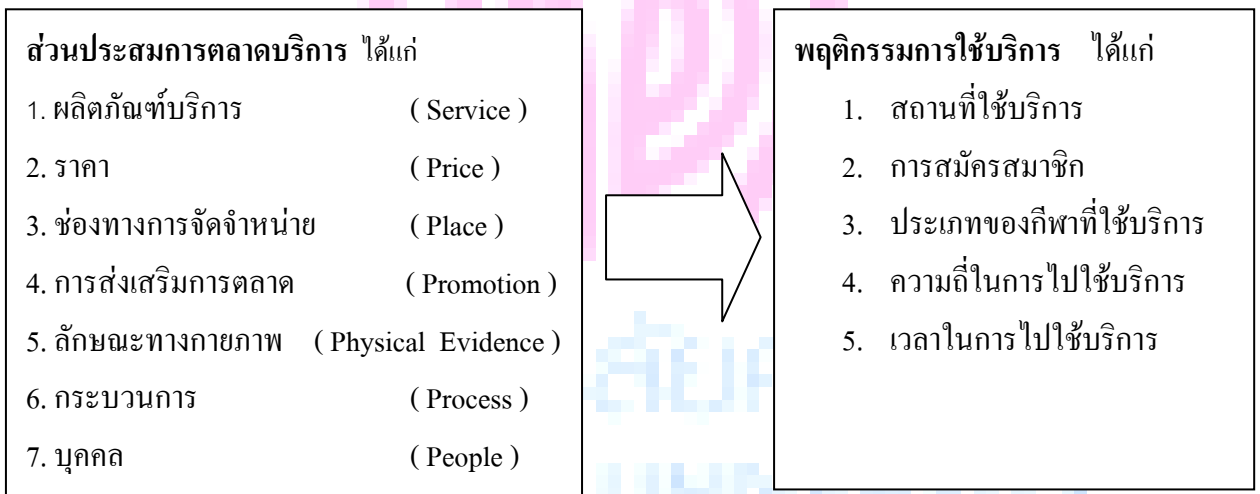 ส่วนประสมการตลาดบริการ ได้แก่
1. ผลิตภัณฑ์บริการ ( Service )
2. ราคา ( Price )
3. ช่องทางการจัดจำหน่าย ( Place )
4. การส่งเสริมการตลาด ( Promotion )
5. ลักษณะทางกายภาพ ( Physical Evidence )
6. กระบวนการ ( Process )
7. บุคคล ( People )
พฤติกรรมการใช้บริการ ได้แก่
1. สถานที่ใช้บริการ
2. การสมัครสมาชิก
3. ประเภทของกีฬาที่ใช้บริการ
4. ความถี่ในการไปใช้บริการ
5. เวลาในการไปใช้บริการ